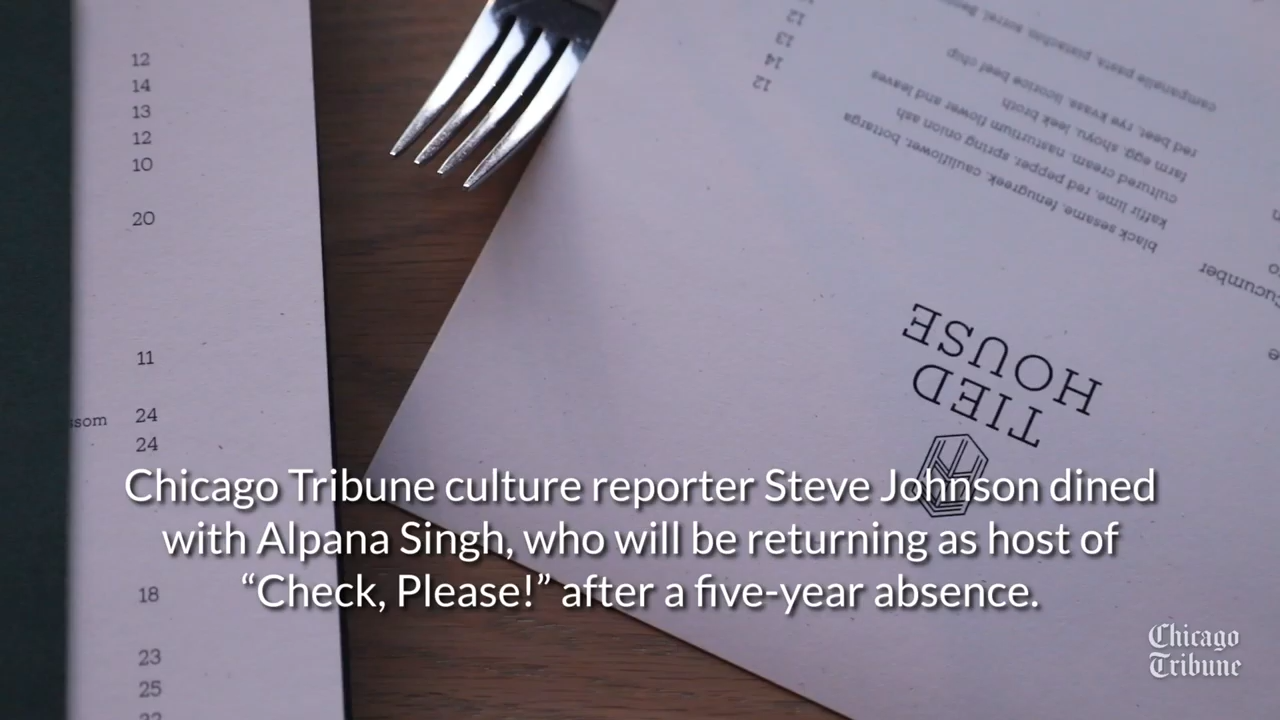 12
14
13
12
10
20
11
ssom 24
24
18
23
25
TIED
HOUSE
black sesame, fenugreek, cauliflower, bottarga
kaffir lime, red pepper, spring onion ash 12
cultured cream, nasturtium flower and leaves 14
farm egg, shoyu, leek broth 13
red beet, rye kvass, licorice beef chip 12
campanaile pasta, pistachio, sorrel,
cucumber
Chicago Tribune culture reporter Steve Johnson dined
with Alpana Singh, who will be returning as host of
“Check, Please!” after a five-year absence.
Chicago
Tribune